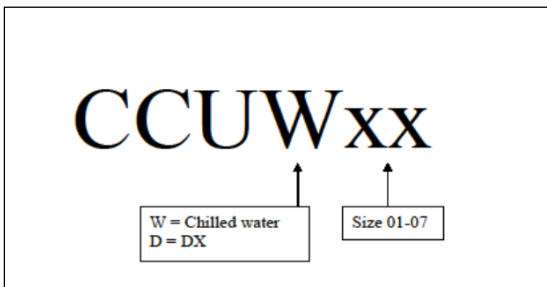 CCUWxx
W = Chilled water
D = DX
Size 01-07